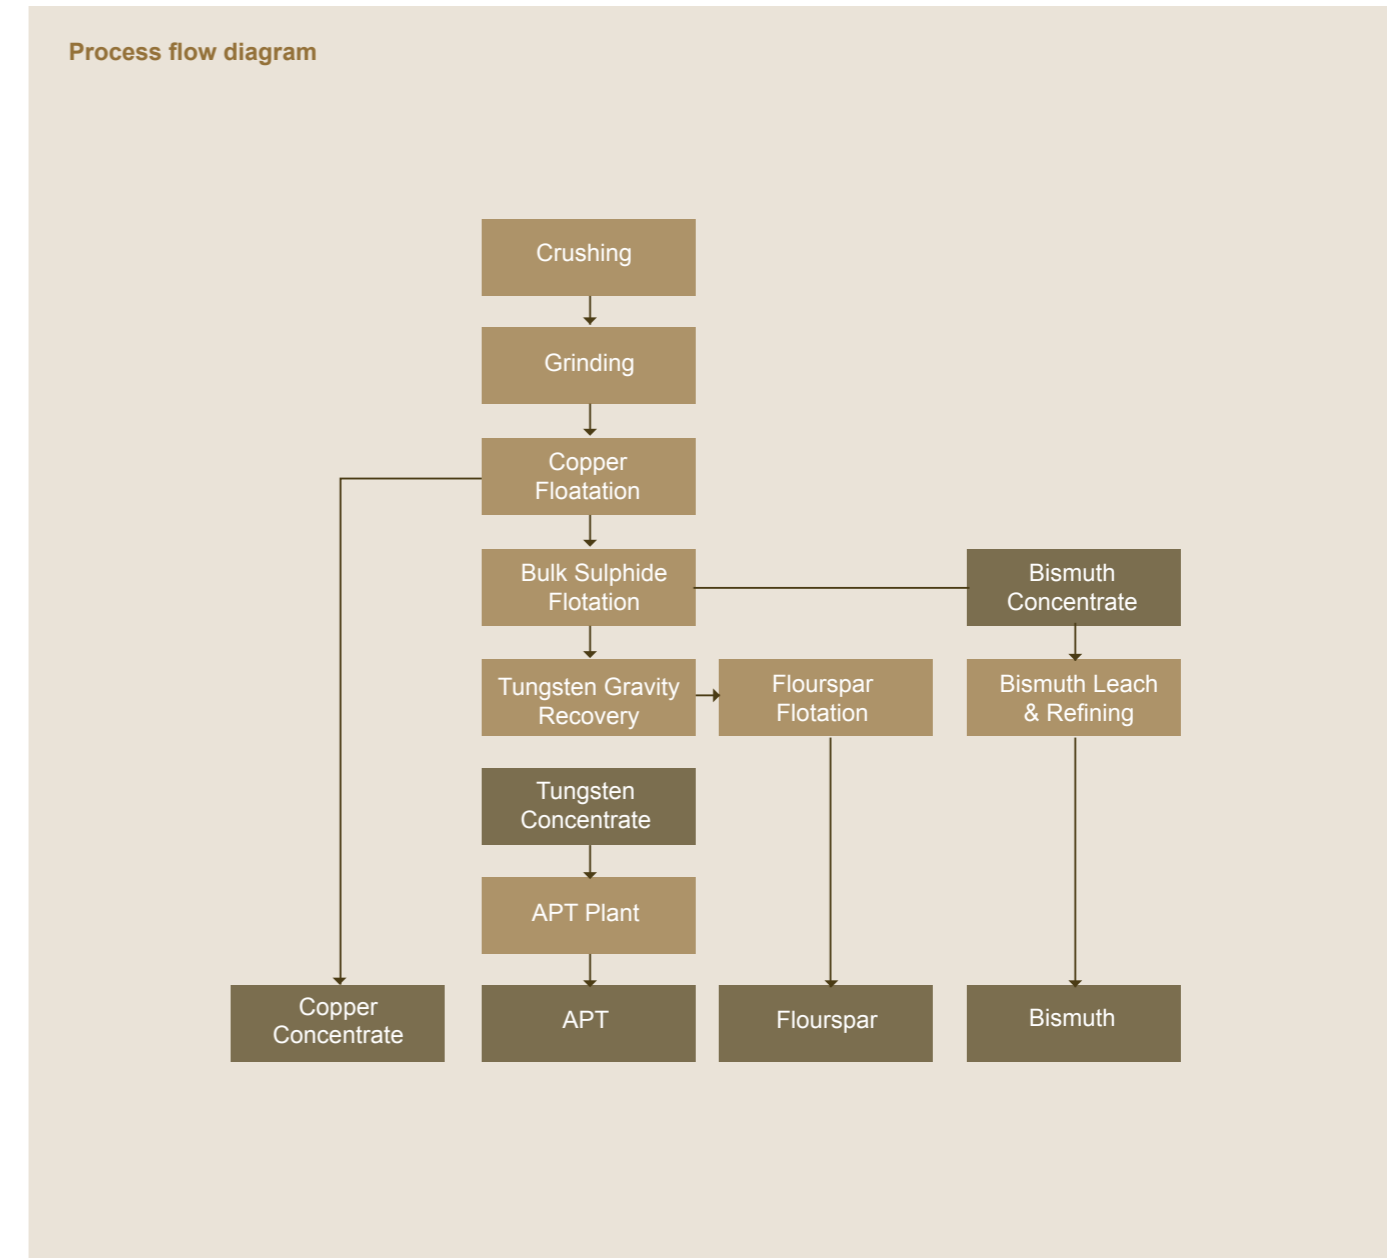 Process flow diagram
Crushing
Grinding
Copper
Floatation
Bulk Sulphide
Flotation
Bismuth
Concentrate
Tungsten Gravity
Recovery
Flourspar
Flotation
Bismuth Leach
& Refining
Tungsten
Concentrate
APT Plant
Copper
Concentrate
APT
Flourspar
Bismuth